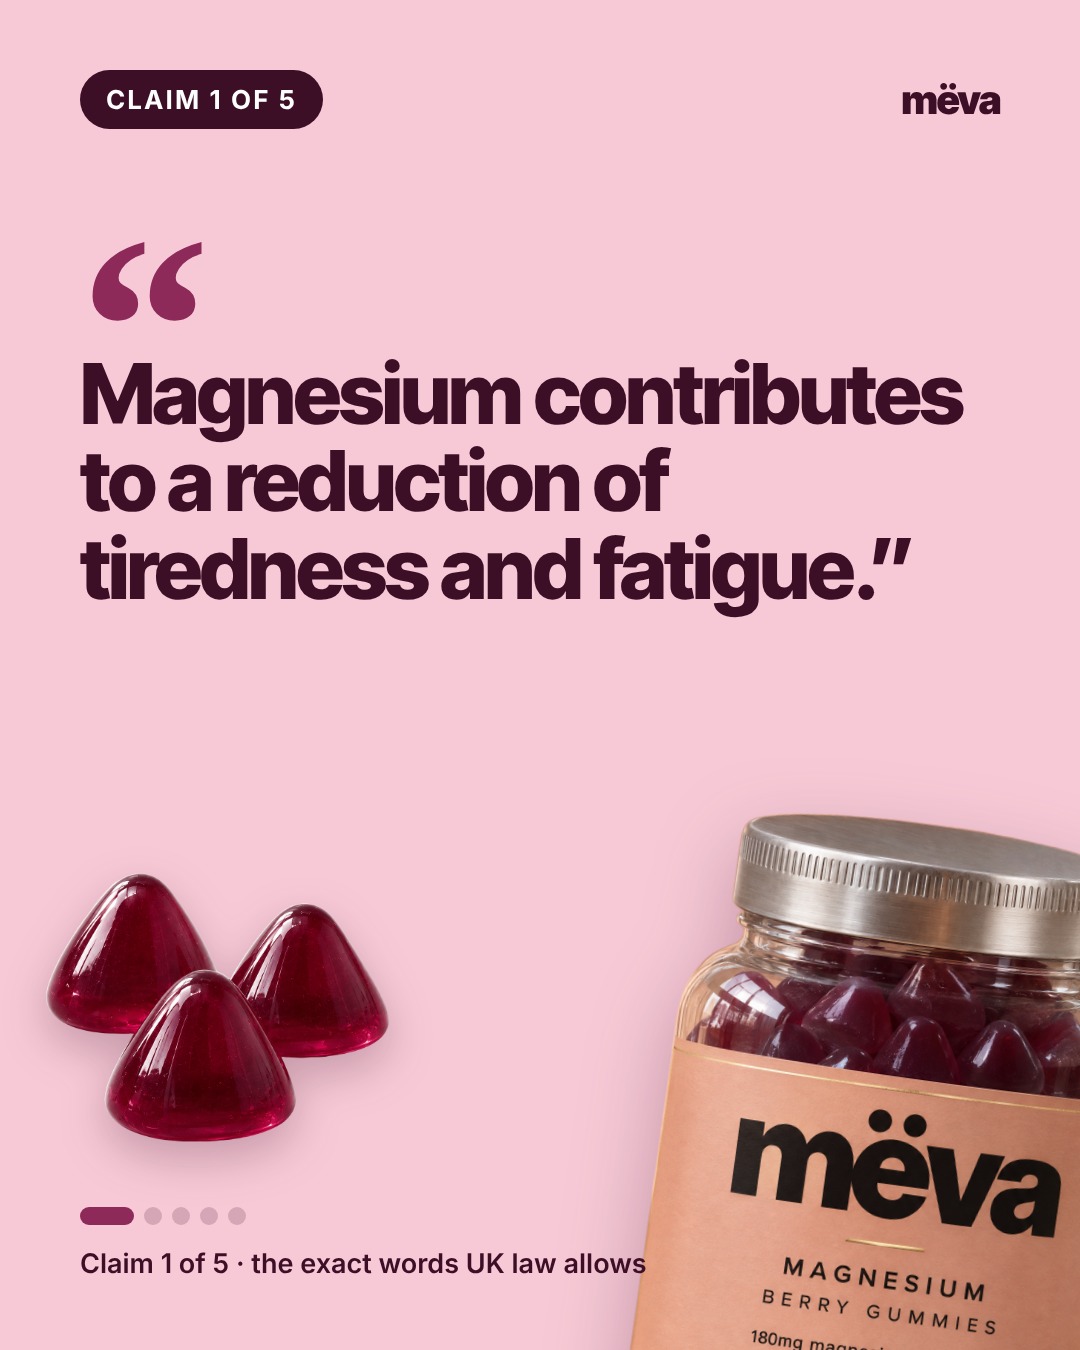 CLAIM 1 OF 5
mëva
“
Magnesium contributes
to a reduction of
tiredness and fatigue.”
mëva
MAGNESIUM
BERRY GUMMIES
180mg
Claim 1 of 5 · the exact words UK law allows